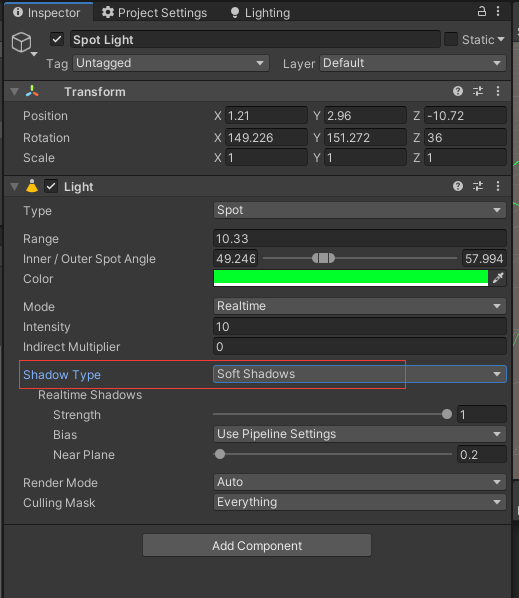 Inspector Project Settings Lighting
Spot Light Static
Tag Untagged Layer Default
Transform
Position X 1.21 Y 2.96 Z -10.72
Rotation X 149.226 Y 151.272 Z 36
Scale X 1 Y 1 Z 1
Light
Type Spot
Range 10.33
Inner / Outer Spot Angle 49.246 57.994
Color
Mode Realtime
Intensity 10
Indirect Multiplier 0
Shadow Type Soft Shadows
Realtime Shadows
Strength 1
Bias Use Pipeline Settings
Near Plane 0.2
Render Mode Auto
Culling Mask Everything
Add Component